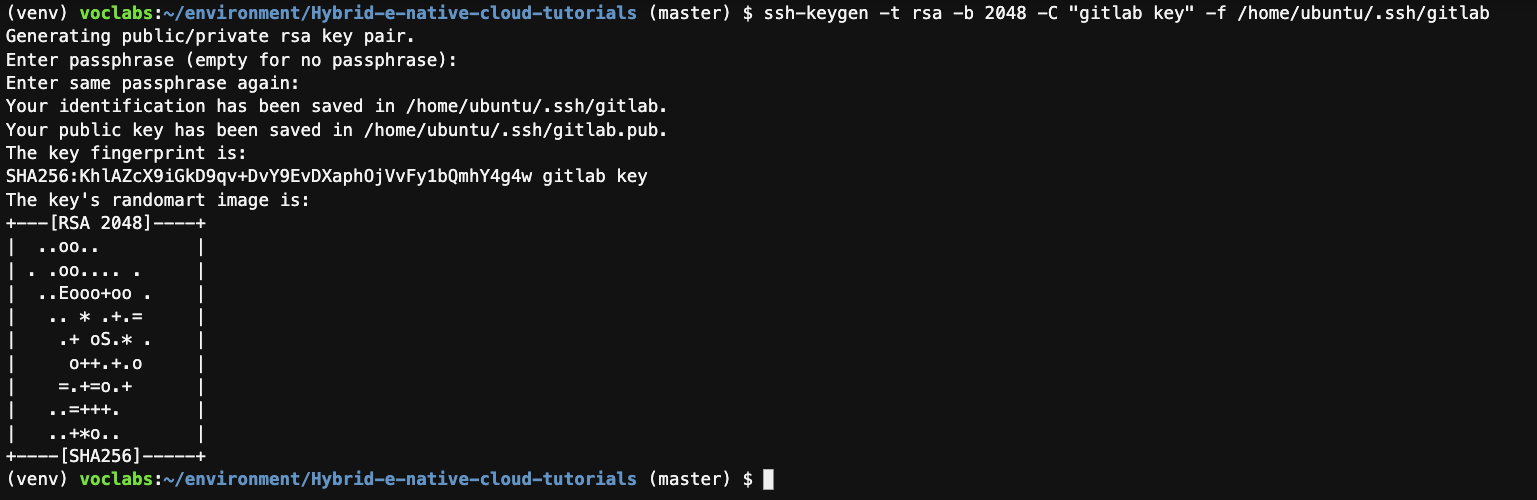 (venv) voclabs:~/environment/Hybrid-e-native-cloud-tutorials (master) $ ssh-keygen -t rsa -b 2048 -C "gitlab key" -f /home/ubuntu/.ssh/gitlab
Generating public/private rsa key pair.
Enter passphrase (empty for no passphrase):
Enter same passphrase again:
Your identification has been saved in /home/ubuntu/.ssh/gitlab.
Your public key has been saved in /home/ubuntu/.ssh/gitlab.pub.
The key fingerprint is:
SHA256:KhlAZcX9iGkD9qv+DvY9EvDXaphOjVvFy1bQmhY4g4w gitlab key
The key's randomart image is:
+---[RSA 2048]----+
|  ..oo..         |
| . .oo.... .     |
|  ..Eooo+oo .    |
|   .. * .+.=     |
|    .+ oS.* .    |
|     o++.+.o     |
|    =.+=o.+      |
|   ..=+++.       |
|   ..+*o..       |
+----[SHA256]-----+
(venv) voclabs:~/environment/Hybrid-e-native-cloud-tutorials (master) $